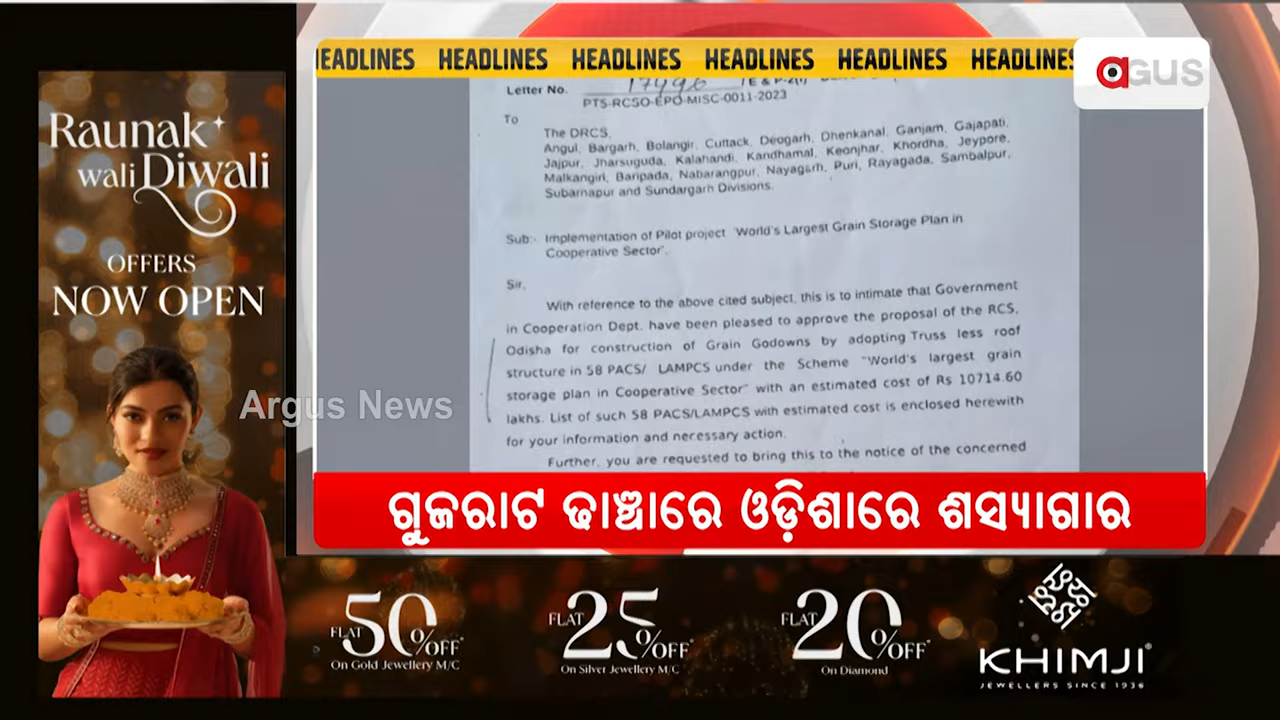 HEADLINES HEADLINES HEADLINES HEADLINES HEADLINES HEADLINES
aGUS
Letter No. 17496
PTS-RCSO-EPO-MISC-0011-2023
To
The DRCS,
Angul, Bargarh, Bolangir, Cuttack, Deogarh, Dhenkanal, Ganjam, Gajapati,
Jajpur, Jharsuguda, Kalahandi, Kandhamal, Keonjhar, Khordha, Jeypore,
Malkangiri, Baripada, Nabarangpur, Nayagarh, Puri, Rayagada, Sambalpur,
Subarnapur and Sundargarh Divisions.
Sub:- Implementation of Pilot project "World's Largest Grain Storage Plan in
Cooperative Sector".
Sir,
With reference to the above cited subject, this is to intimate that Government
in Cooperation Dept. have been pleased to approve the proposal of the RCS,
Odisha for construction of Grain Godowns by adopting Truss less roof
structure in 58 PACS/ LAMPCS under the Scheme "World's largest grain
storage plan in Cooperative Sector" with an estimated cost of Rs 10714.60
lakhs. List of such 58 PACS/LAMPCS with estimated cost is enclosed herewith
for your information and necessary action.
Further, you are requested to bring this to the notice of the concerned
ଗୁଜରାଟ ଢାଞ୍ଚାରେ ଓଡ଼ିଶାରେ ଶସ୍ୟାଗାର
Argus News
Raunak
wali Diwali
OFFERS
NOW OPEN
FLAT 50% OFF*
On Gold Jewellery M/C
FLAT 25% OFF*
On Silver Jewellery M/C
FLAT 20% OFF*
On Diamond
KHIMJI®
JEWELLERS SINCE 1936